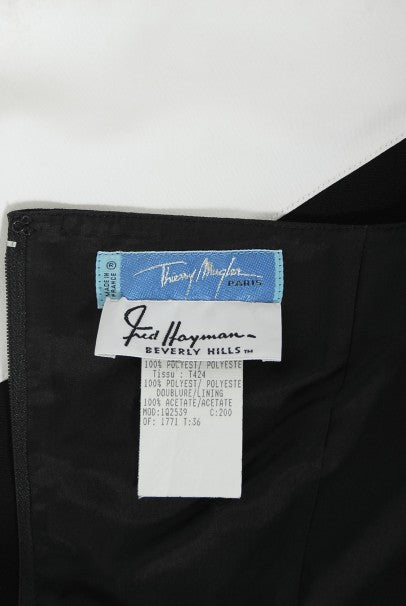 MADE IN
FRANCE ®
Thierry Mugler
PARIS
Fred Hayman
BEVERLY HILLS ™
100% POLYEST/ POLYESTE
Tissu : T424
100% POLYEST/ POLYESTE
DOUBLURE/LINING
100% ACETATE/ACETATE
MOD:1Q2539 C:200
OF: 1771 T:36